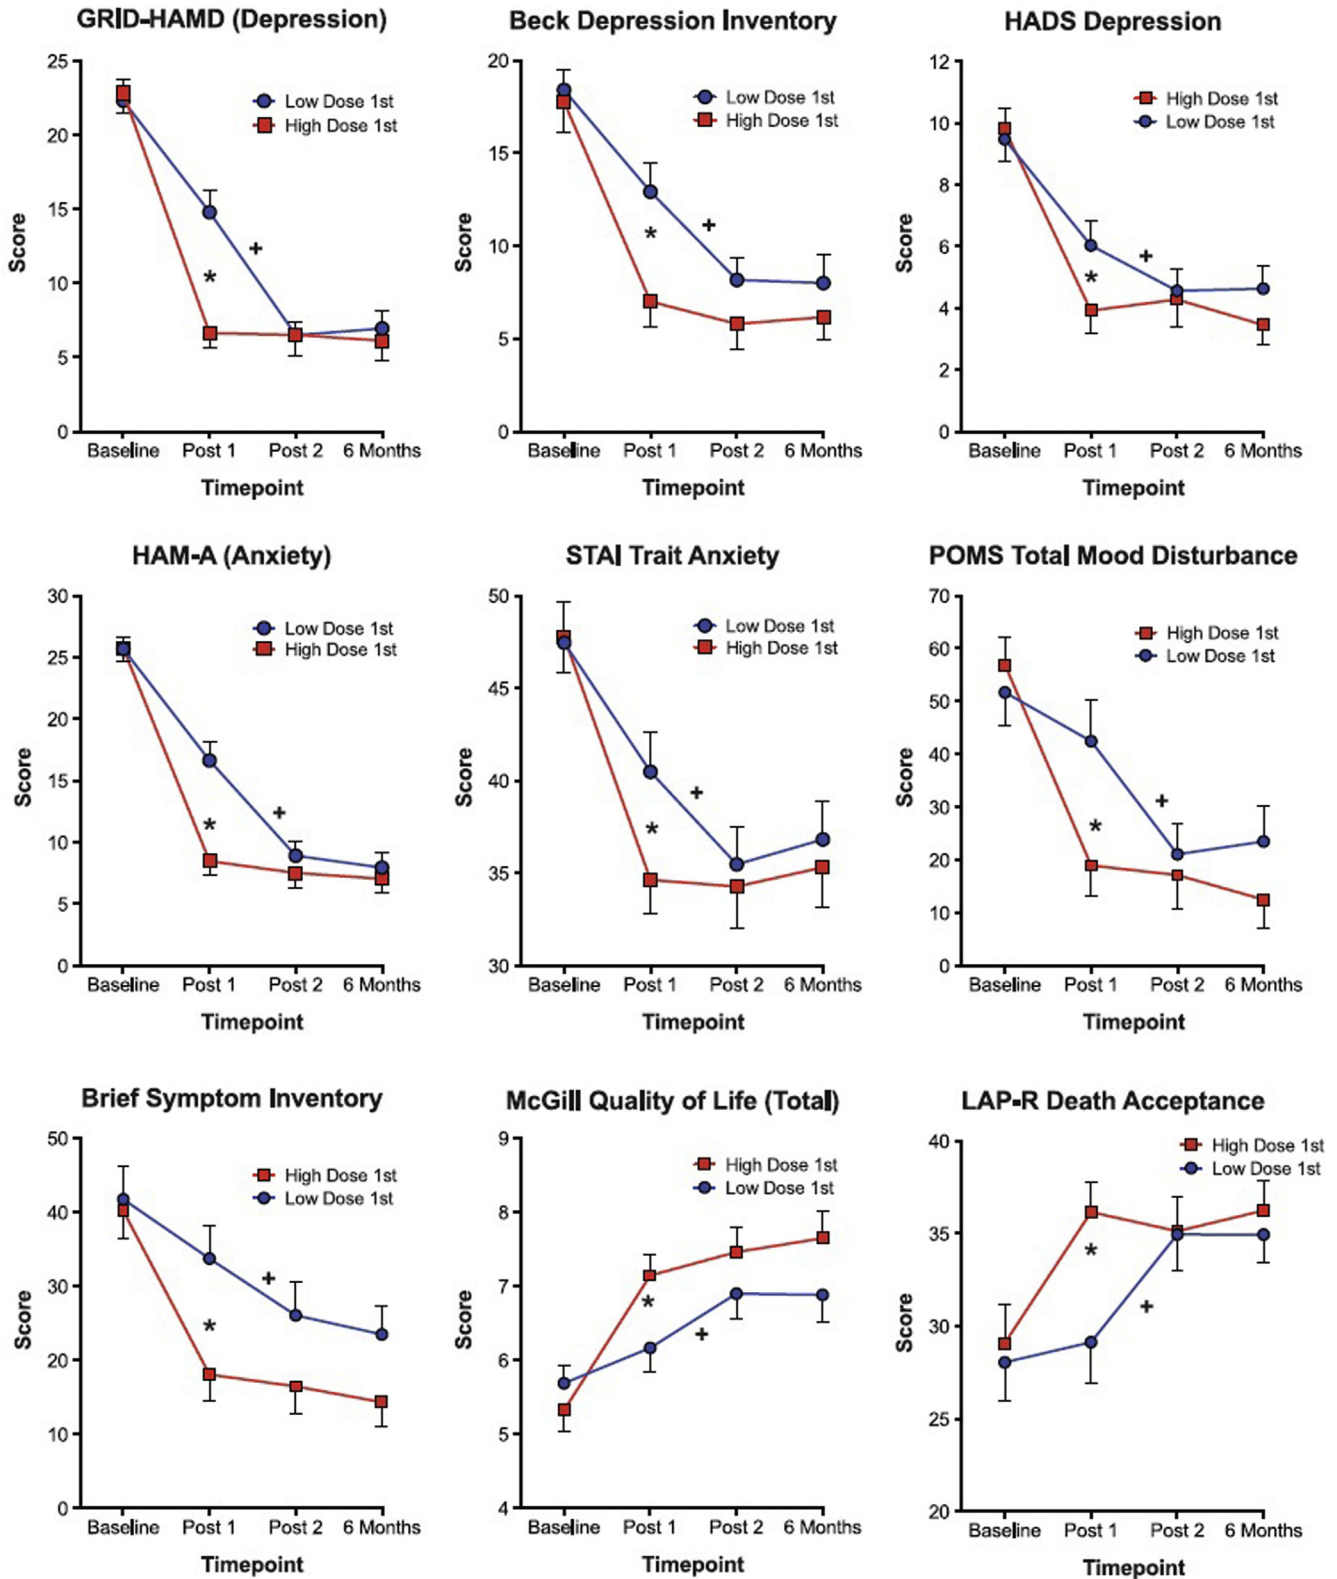 GRID-HAMD (Depression)
25
20
15
10
5
0
Score
Low Dose 1st
High Dose 1st
+
*
Baseline Post 1 Post 2 6 Months
Timepoint
Beck Depression Inventory
20
15
10
5
0
Score
Low Dose 1st
High Dose 1st
+
*
Baseline Post 1 Post 2 6 Months
Timepoint
HADS Depression
12
10
8
6
4
2
0
Score
High Dose 1st
Low Dose 1st
+
*
Baseline Post 1 Post 2 6 Months
Timepoint
HAM-A (Anxiety)
30
25
20
15
10
5
0
Score
Low Dose 1st
High Dose 1st
+
*
Baseline Post 1 Post 2 6 Months
Timepoint
STAI Trait Anxiety
50
45
40
35
30
Score
Low Dose 1st
High Dose 1st
+
*
Baseline Post 1 Post 2 6 Months
Timepoint
POMS Total Mood Disturbance
70
60
50
40
30
20
10
0
Score
High Dose 1st
Low Dose 1st
+
*
Baseline Post 1 Post 2 6 Months
Timepoint
Brief Symptom Inventory
50
40
30
20
10
0
Score
High Dose 1st
Low Dose 1st
+
*
Baseline Post 1 Post 2 6 Months
Timepoint
McGill Quality of Life (Total)
9
8
7
6
5
4
Score
High Dose 1st
Low Dose 1st
*
+
Baseline Post 1 Post 2 6 Months
Timepoint
LAP-R Death Acceptance
40
35
30
25
20
Score
High Dose 1st
Low Dose 1st
*
+
Baseline Post 1 Post 2 6 Months
Timepoint